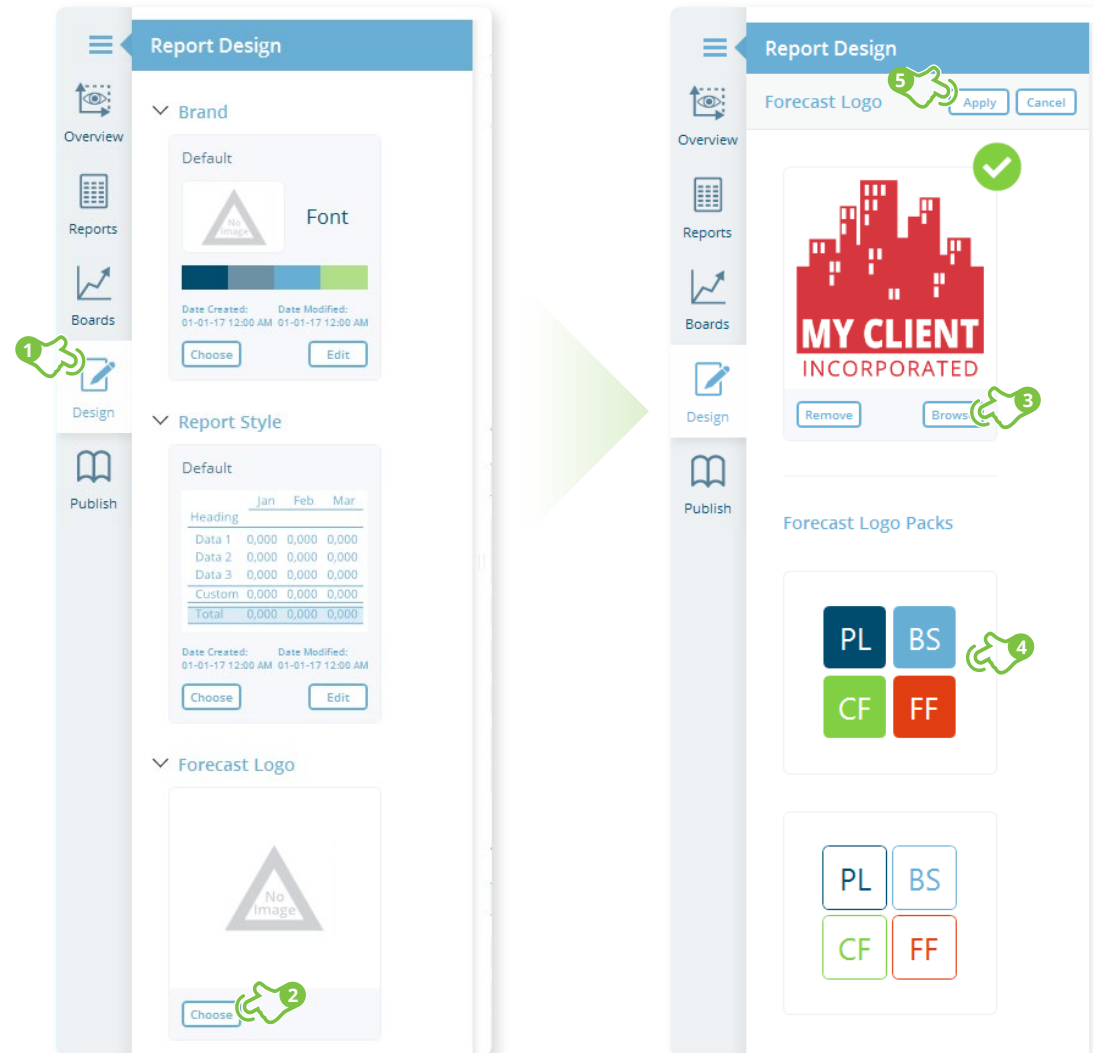 Report Design
1
Overview
Reports
Boards
Design
Publish
Brand
Default
No
image
Font
Date Created: Date Modified:
01-01-17 12:00 AM 01-01-17 12:00 AM
Choose Edit
Report Style
Default
Jan Feb Mar
Heading
Data 1 0,000 0,000 0,000
Data 2 0,000 0,000 0,000
Data 3 0,000 0,000 0,000
Custom 0,000 0,000 0,000
Total 0,000 0,000 0,000
Date Created: Date Modified:
01-01-17 12:00 AM 01-01-17 12:00 AM
Choose Edit
Forecast Logo
No
Image
Choose
2
Report Design
5
Forecast Logo Apply Cancel
Overview
Reports
Boards
Design
Publish
MY CLIENT
INCORPORATED
Remove Brows
3
Forecast Logo Packs
PL BS
CF FF
4
PL BS
CF FF